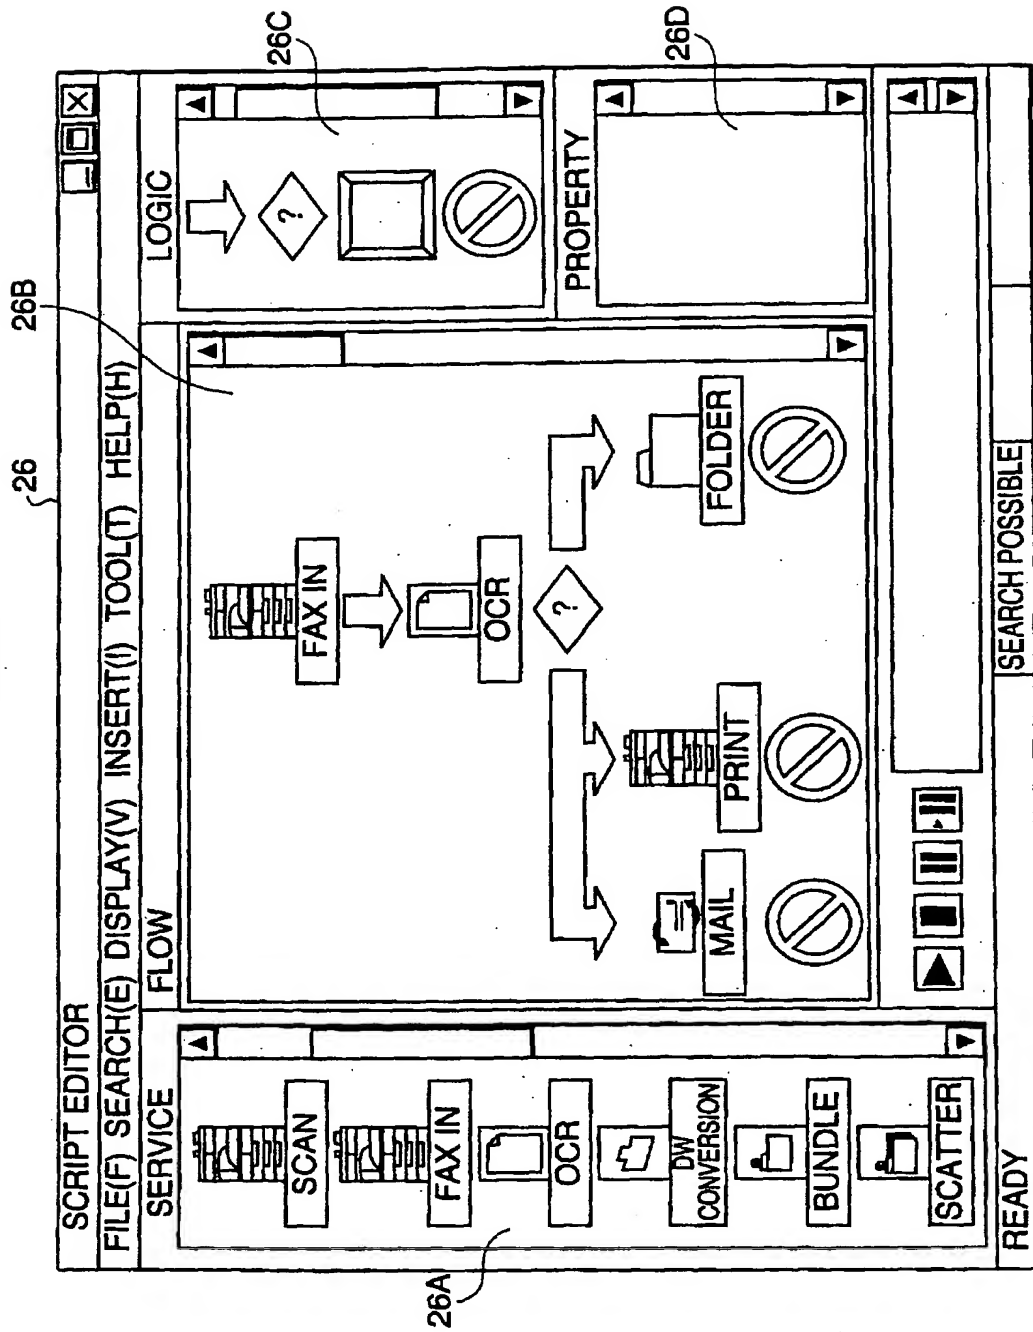 26
SCRIPT EDITOR
FILE(F) SEARCH(E) DISPLAY(V) INSERT(I) TOOL(T) HELP(H)
SERVICE
SCAN
FAX IN
OCR
DW
CONVERSION
BUNDLE
SCATTER
26A
FLOW
26B
FAX IN
OCR
?
MAIL
PRINT
FOLDER
LOGIC
?
26C
PROPERTY
26D
READY
SEARCH POSSIBLE